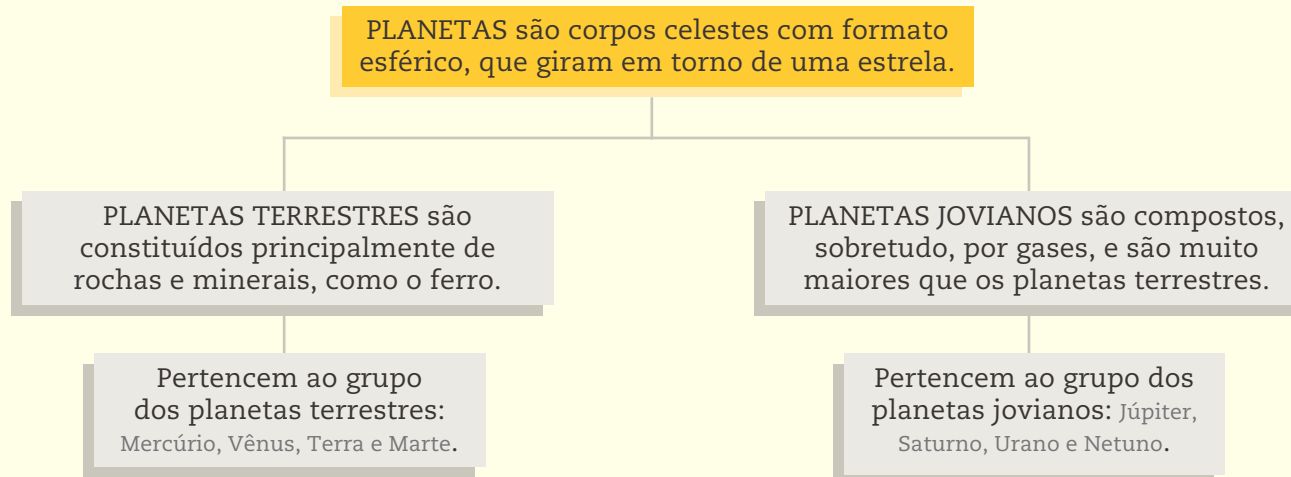 PLANETAS são corpos celestes com formato
esférico, que giram em torno de uma estrela.
PLANETAS TERRESTRES são
constituídos principalmente de
rochas e minerais, como o ferro.
Pertencem ao grupo
dos planetas terrestres:
Mercúrio, Vênus, Terra e Marte.
PLANETAS JOVIANOS são compostos,
sobretudo, por gases, e são muito
maiores que os planetas terrestres.
Pertencem ao grupo dos
planetas jovianos: Júpiter,
Saturno, Urano e Netuno.